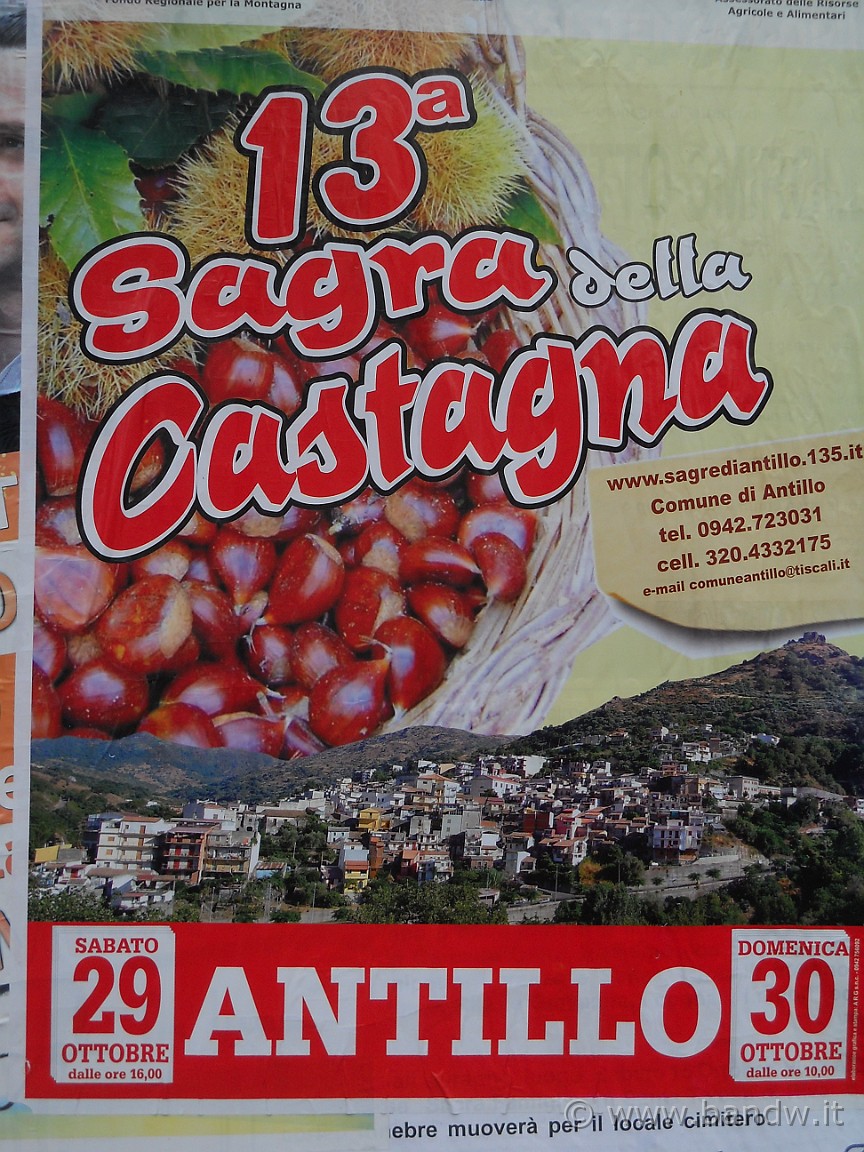 Fondo Regionale per la Montagna
Assessorato delle Risorse
Agricole e Alimentari
13a
Sagra della
Castagna
www.sagrediantillo.135.it
Comune di Antillo
tel. 0942.723031
cell. 320.4332175
e-mail comuneantillo@tiscali.it
SABATO
29
OTTOBRE
dalle ore 16,00
ANTILLO
DOMENICA
30
OTTOBRE
dalle ore 10,00
© www.bandw.it
ebre muoverà per il locale cimitero